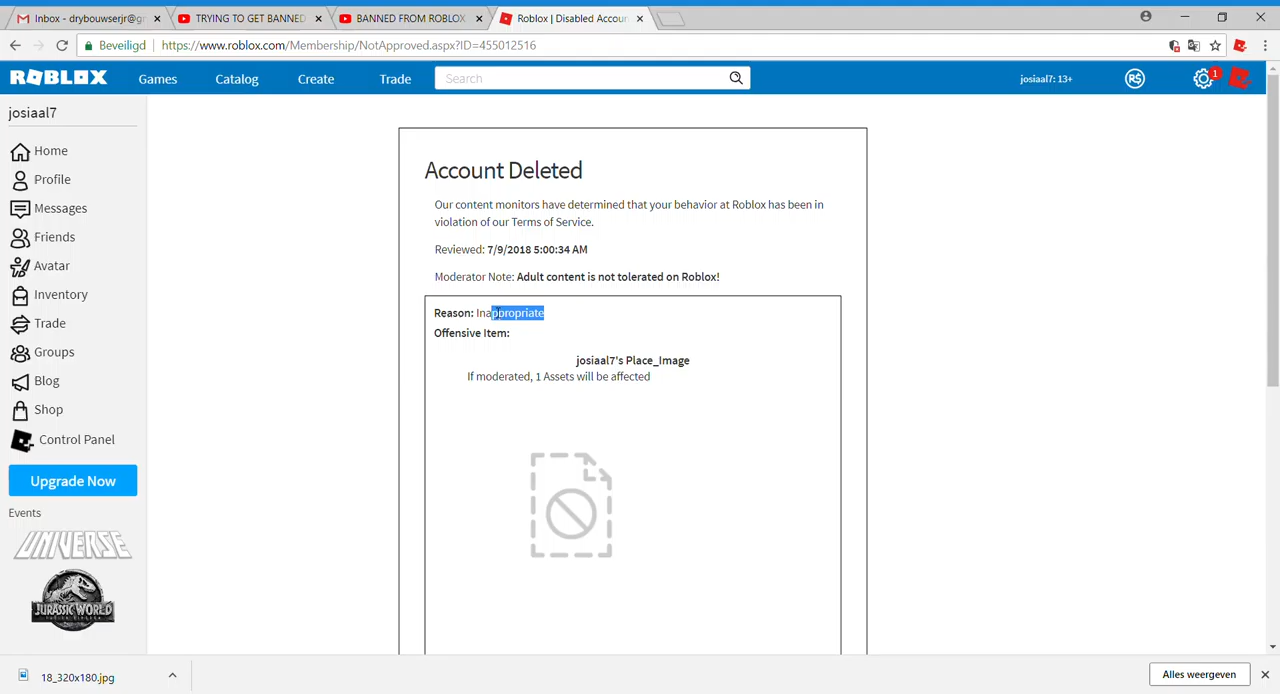 Inbox - drybouwserjr@gm
TRYING TO GET BANNED
BANNED FROM ROBLOX
Roblox | Disabled Accoun
Beveiligd
https://www.roblox.com/Membership/NotApproved.aspx?ID=455012516
ROBLOX
Games
Catalog
Create
Trade
Search
josiaal7: 13+
R$
1
josiaal7
Home
Profile
Messages
Friends
Avatar
Inventory
Trade
Groups
Blog
Shop
Control Panel
Upgrade Now
Events
UNIVERSE
JURASSIC WORLD
Account Deleted
Our content monitors have determined that your behavior at Roblox has been in
violation of our Terms of Service.
Reviewed: 7/9/2018 5:00:34 AM
Moderator Note: Adult content is not tolerated on Roblox!
Reason: Inappropriate
Offensive Item:
josiaal7's Place_Image
If moderated, 1 Assets will be affected
18_320x180.jpg
Alles weergeven